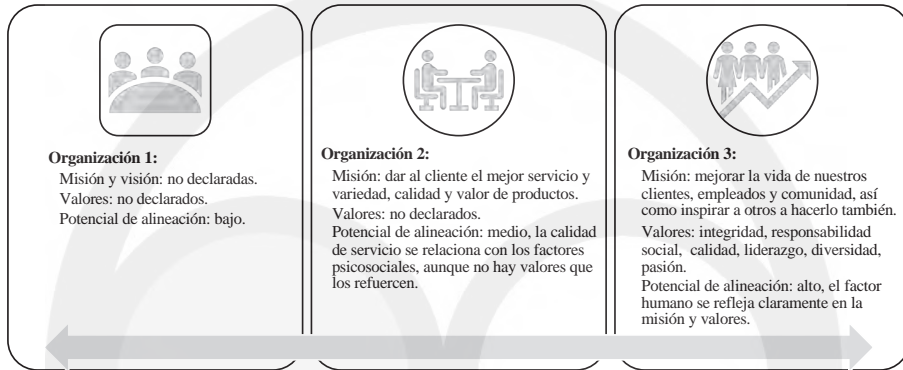 Organización 1:
Misión y visión: no declaradas.
Valores: no declarados.
Potencial de alineación: bajo.
Organización 2:
Misión: dar al cliente el mejor servicio y
variedad, calidad y valor de productos.
Valores: no declarados.
Potencial de alineación: medio, la calidad
de servicio se relaciona con los factores
psicosociales, aunque no hay valores que
los refuercen.
Organización 3:
Misión: mejorar la vida de nuestros
clientes, empleados y comunidad, así
como inspirar a otros a hacerlo también.
Valores: integridad, responsabilidad
social, calidad, liderazgo, diversidad,
pasión.
Potencial de alineación: alto, el factor
humano se refleja claramente en la
misión y valores.